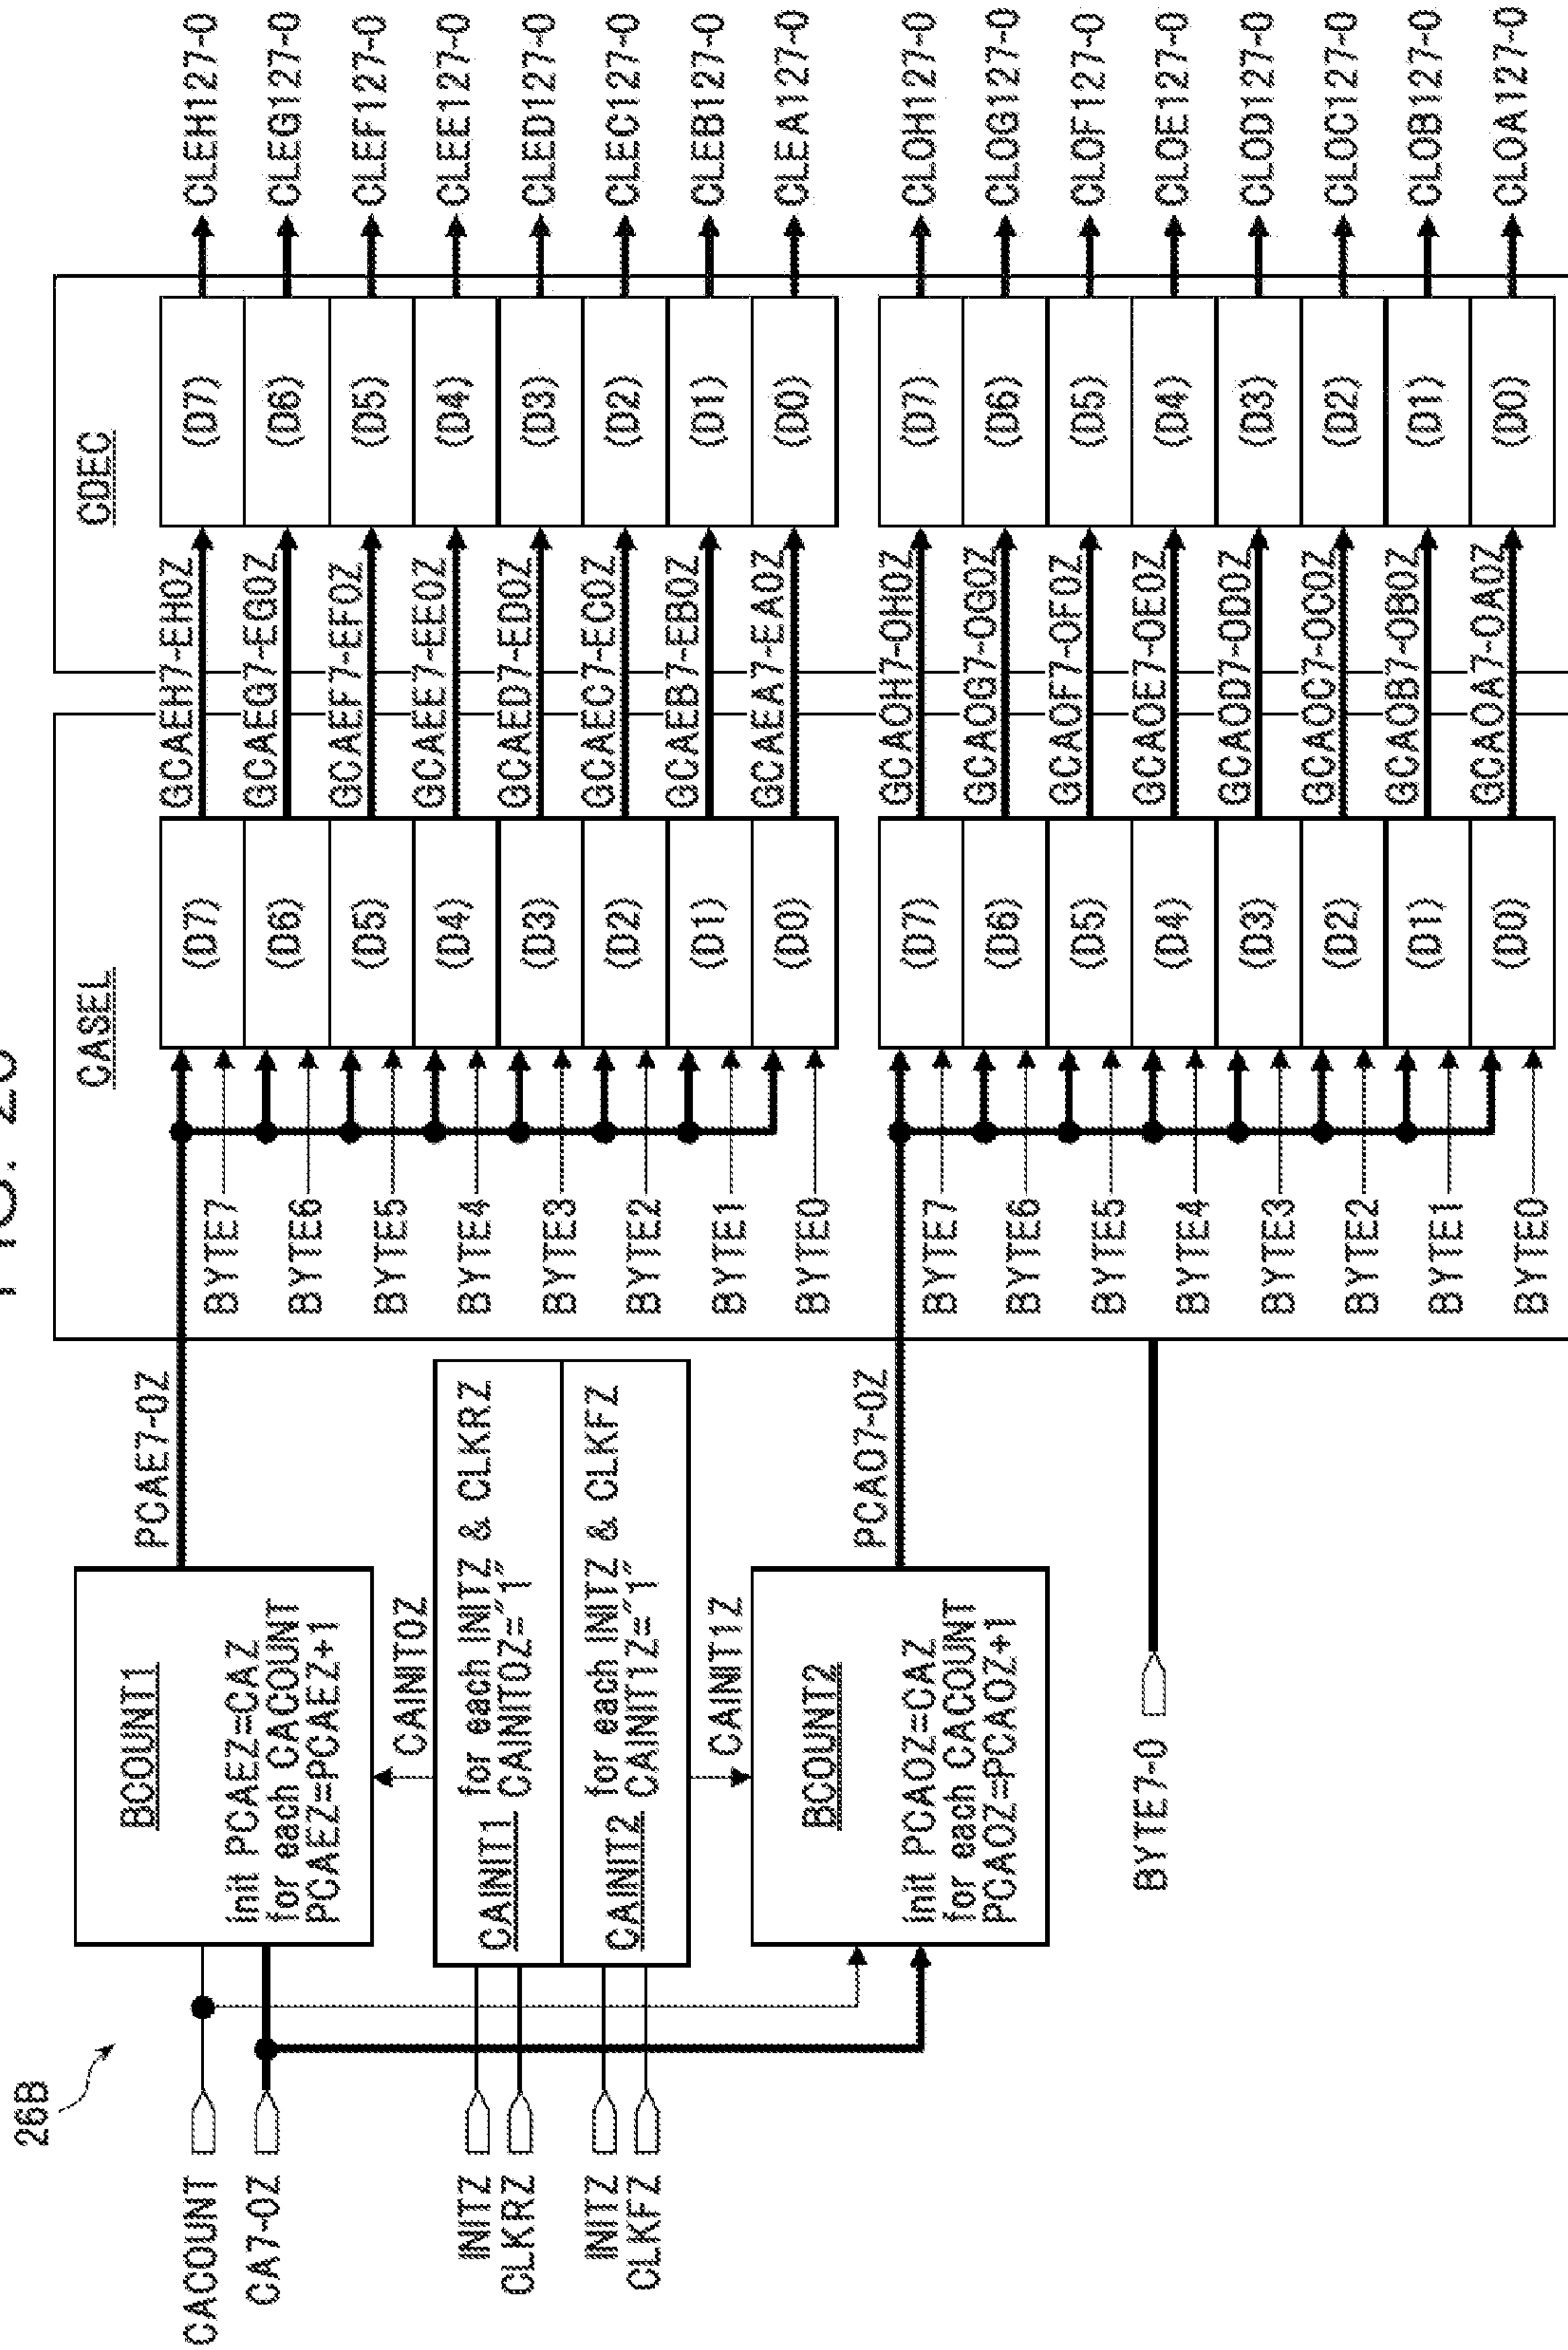 26B
CACOUNT
CA7-0Z
INITZ
CLKRZ
INITZ
CLKFZ
BCOUNT1
init PCAEZ=CAZ
for each CACOUNT
PCAEZ=PCAEZ+1
CAINIT0Z
CAINIT1
for each INITZ & CLKRZ
CAINIT0Z="1"
CAINIT2
for each INITZ & CLKFZ
CAINIT1Z="1"
CAINIT1Z
BCOUNT2
init PCAOZ=CAZ
for each CACOUNT
PCAOZ=PCAOZ+1
BYTE7-0
PCAE7-0Z
PCAO7-0Z
CASEL
BYTE7
BYTE6
BYTE5
BYTE4
BYTE3
BYTE2
BYTE1
BYTE0
(D7)
(D6)
(D5)
(D4)
(D3)
(D2)
(D1)
(D0)
BYTE7
BYTE6
BYTE5
BYTE4
BYTE3
BYTE2
BYTE1
BYTE0
(D7)
(D6)
(D5)
(D4)
(D3)
(D2)
(D1)
(D0)
GCAEH7-EH0Z
GCAEG7-EG0Z
GCAEF7-EF0Z
GCAEE7-EE0Z
GCAED7-ED0Z
GCAEC7-EC0Z
GCAEB7-EB0Z
GCAEA7-EA0Z
GCAOH7-OH0Z
GCAOG7-OG0Z
GCAOF7-OF0Z
GCAOE7-OE0Z
GCAOD7-OD0Z
GCAOC7-OC0Z
GCAOB7-OB0Z
GCAOA7-OA0Z
CDEC
(D7)
(D6)
(D5)
(D4)
(D3)
(D2)
(D1)
(D0)
(D7)
(D6)
(D5)
(D4)
(D3)
(D2)
(D1)
(D0)
CLEH127-0
CLEG127-0
CLEF127-0
CLEE127-0
CLED127-0
CLEC127-0
CLEB127-0
CLEA127-0
CLOH127-0
CLOG127-0
CLOF127-0
CLOE127-0
CLOD127-0
CLOC127-0
CLOB127-0
CLOA127-0